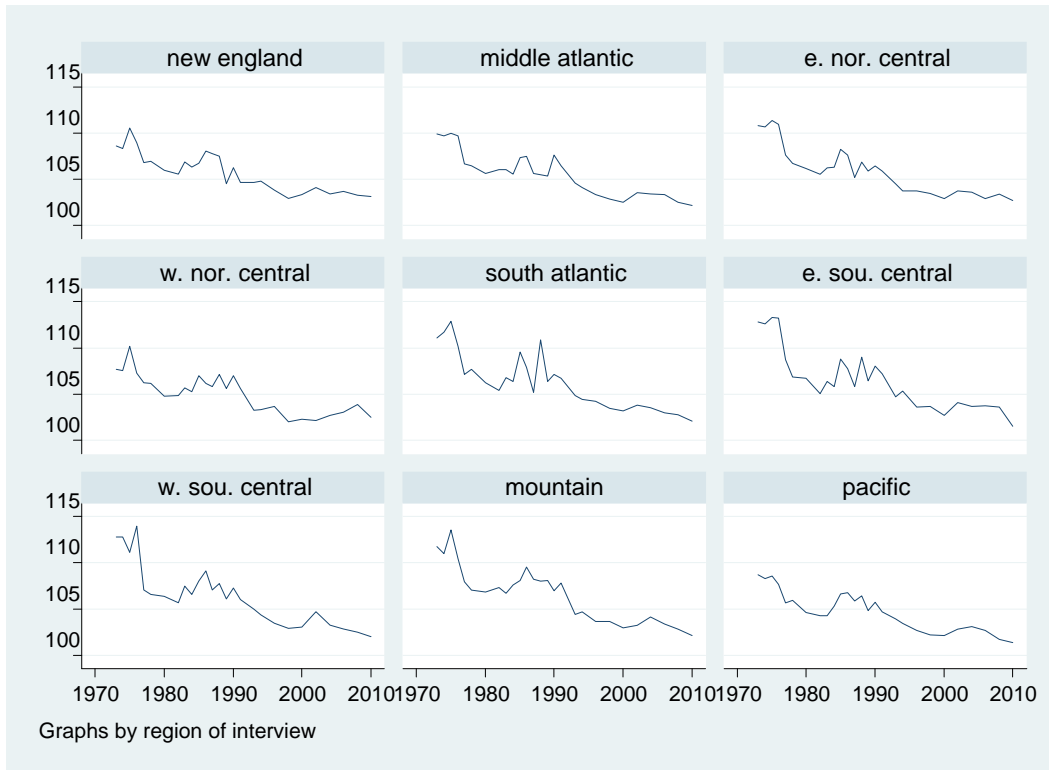 new england
middle atlantic
e. nor. central
115
110
105
100
w. nor. central
south atlantic
e. sou. central
115
110
105
100
w. sou. central
mountain
pacific
115
110
105
100
1970 1980 1990 2000 2010
1970 1980 1990 2000 2010
1970 1980 1990 2000 2010
Graphs by region of interview